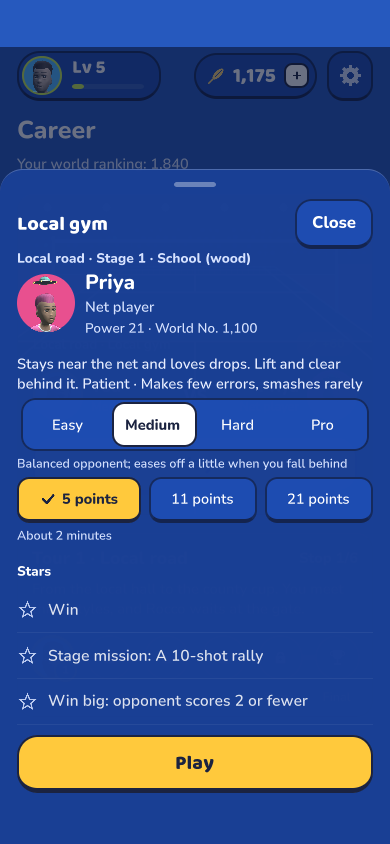 Lv 5
1,175
+
Career
Your world ranking: 1,840
Local gym
Close
Local road · Stage 1 · School (wood)
Priya
Net player
Power 21 · World No. 1,100
Stays near the net and loves drops. Lift and clear
behind it. Patient · Makes few errors, smashes rarely
Easy
Medium
Hard
Pro
Balanced opponent; eases off a little when you fall behind
5 points
11 points
21 points
About 2 minutes
Stars
Win
Stage mission: A 10-shot rally
Win big: opponent scores 2 or fewer
Play